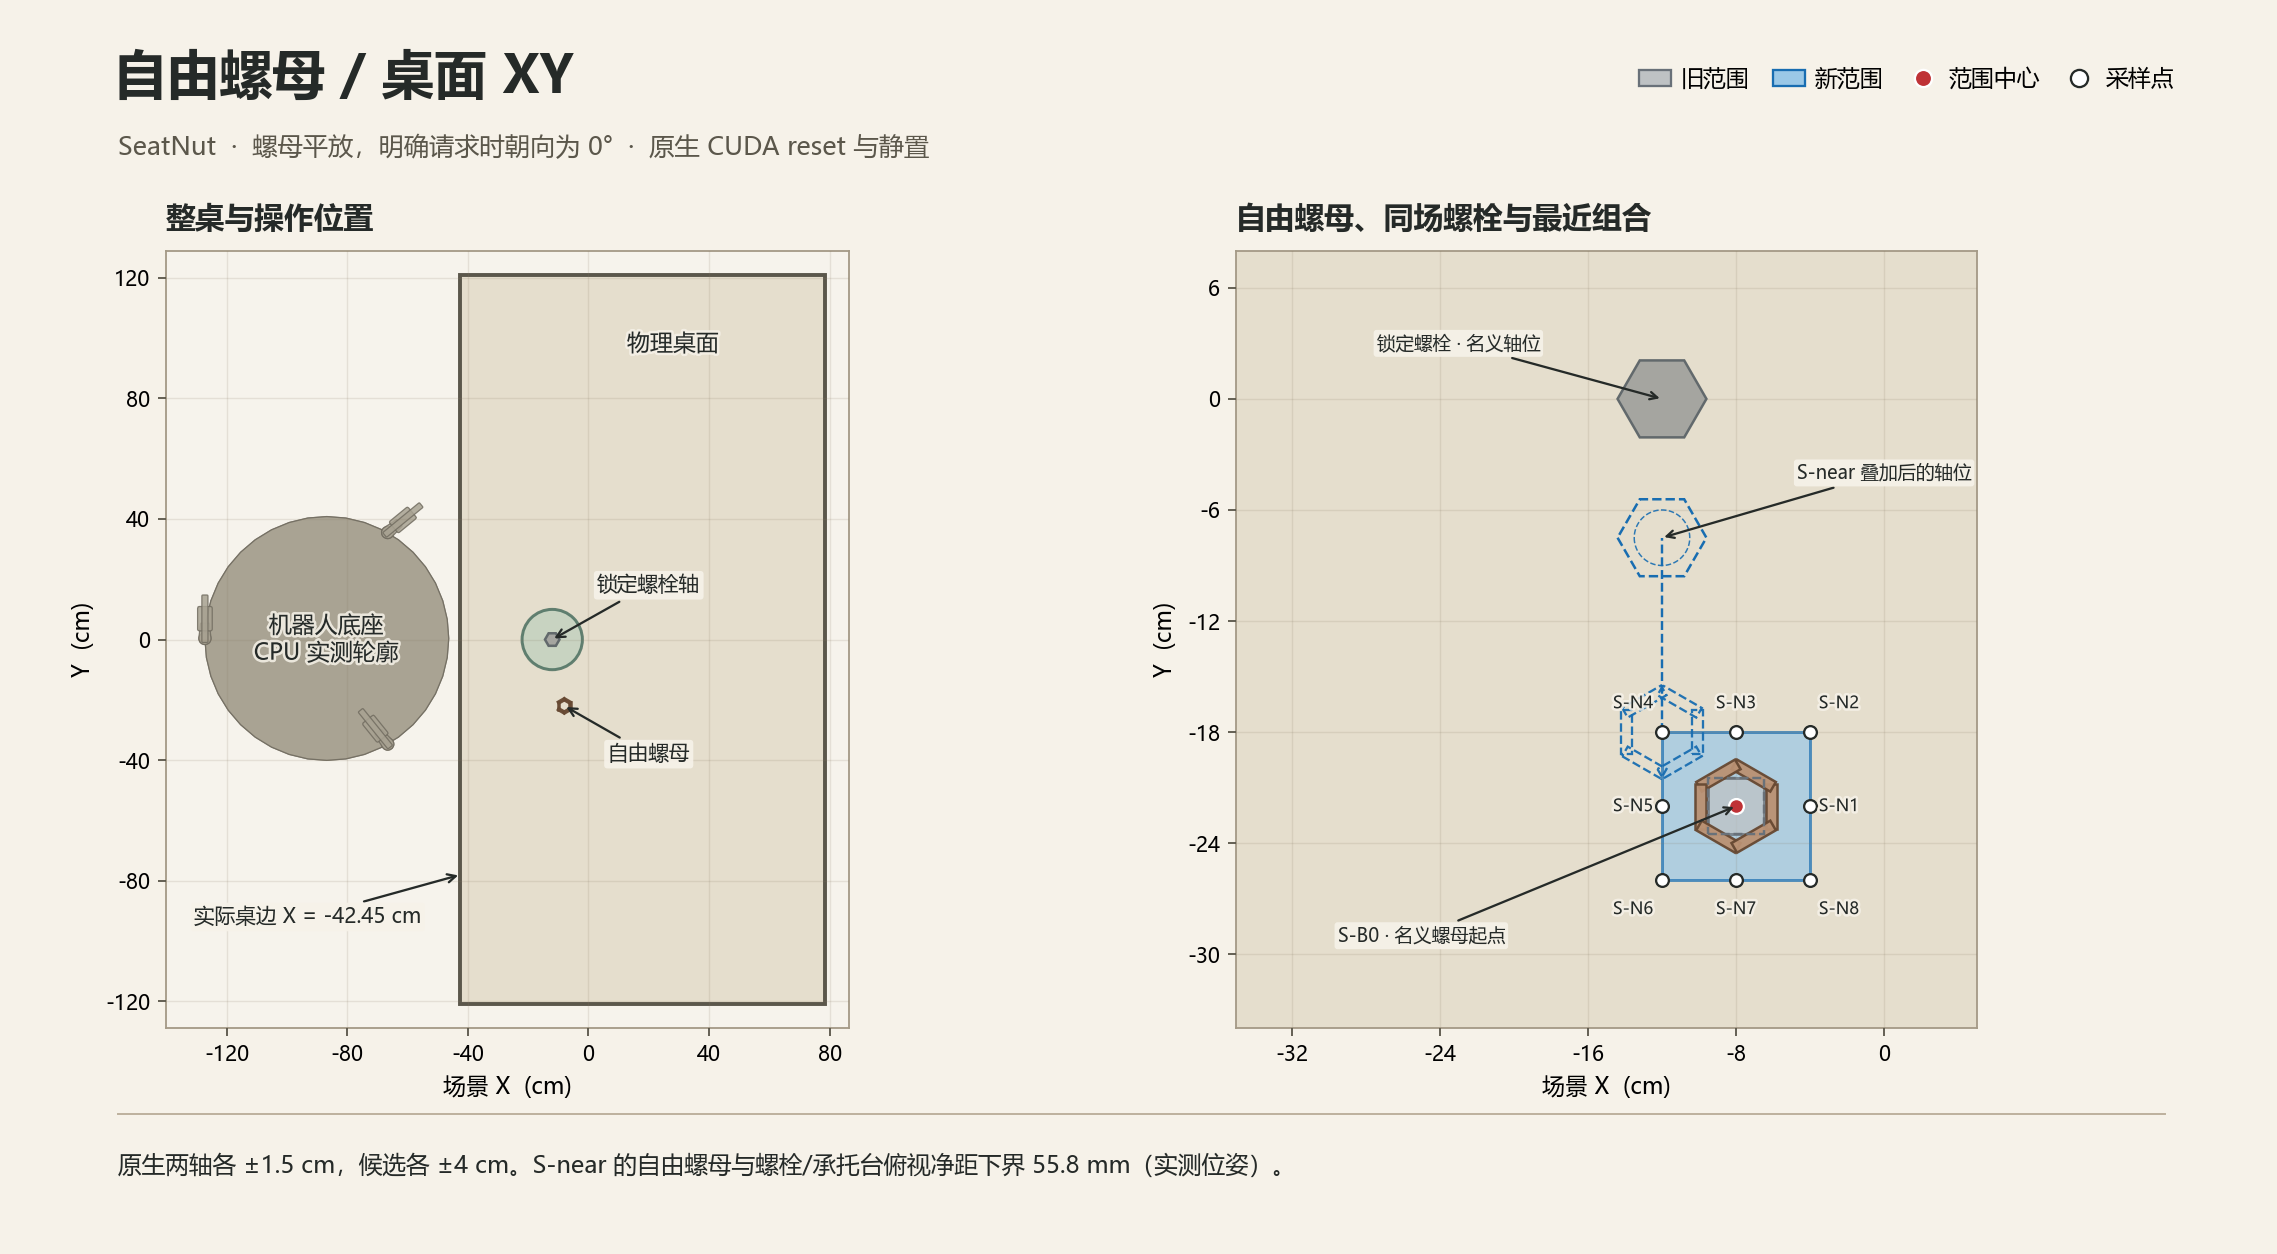 自由螺母 / 桌面 XY
旧范围
新范围
范围中心
采样点
SeatNut · 螺母平放，明确请求时朝向为 0° · 原生 CUDA reset 与静置
整桌与操作位置
120
80
40
0
-40
-80
-120
Y (cm)
-120
-80
-40
0
40
80
场景 X (cm)
物理桌面
机器人底座
CPU 实测轮廓
锁定螺栓轴
自由螺母
实际桌边 X = -42.45 cm
自由螺母、同场螺栓与最近组合
6
0
-6
-12
-18
-24
-30
Y (cm)
-32
-24
-16
-8
0
场景 X (cm)
锁定螺栓 · 名义轴位
S-near 叠加后的轴位
S-N4
S-N3
S-N2
S-N5
S-N1
S-N6
S-N7
S-N8
S-B0 · 名义螺母起点
原生两轴各 ±1.5 cm，候选各 ±4 cm。S-near 的自由螺母与螺栓/承托台俯视净距下界 55.8 mm（实测位姿）。